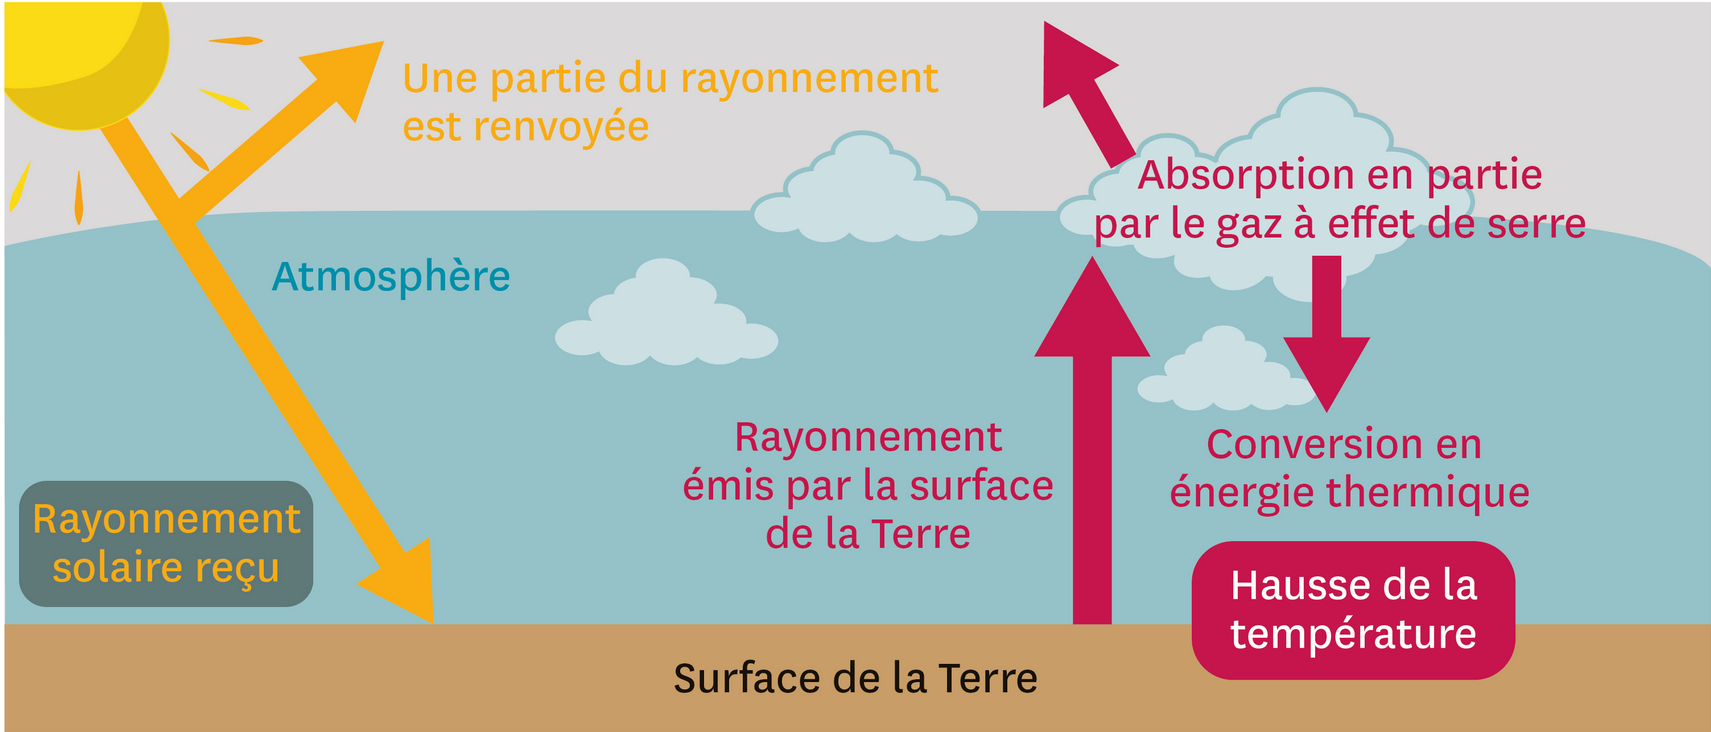 Une partie du rayonnement
est renvoyée
Absorption en partie
par le gaz à effet de serre
Atmosphère
Rayonnement
émis par la surface
de la Terre
Conversion en
énergie thermique
Rayonnement
solaire reçu
Hausse de la
température
Surface de la Terre